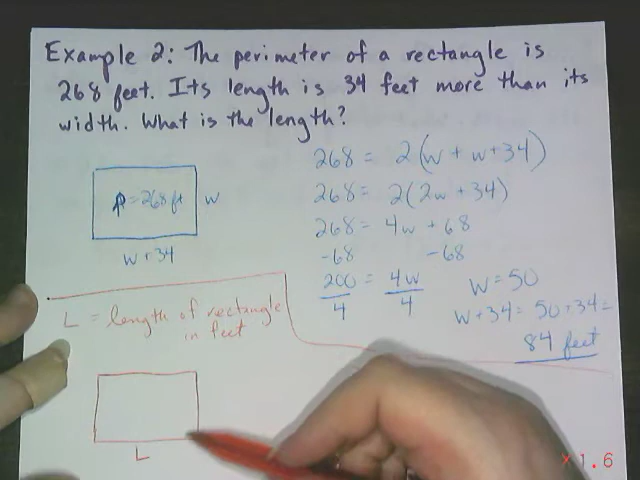 Example 2: The perimeter of a rectangle is
268 feet. Its length is 34 feet more than its
width. What is the length?
P = 268 ft
w
w + 34
268 = 2(w + w + 34)
268 = 2(2w + 34)
268 = 4w + 68
-68 -68
200 = 4w
4 4
w = 50
w + 34 = 50 + 34 =
84 feet
L = length of rectangle
in feet
L
x1.6